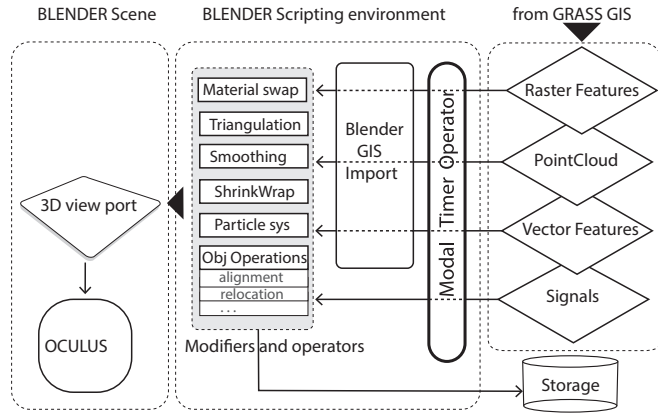 BLENDER Scene
BLENDER Scripting environment
from GRASS GIS
Material swap
Triangulation
Smoothing
ShrinkWrap
Particle sys
Obj Operations
alignment
relocation
...
Modifiers and operators
Blender
GIS
Import
Modal Timer Operator
Raster Features
PointCloud
Vector Features
Signals
Storage
3D view port
OCULUS